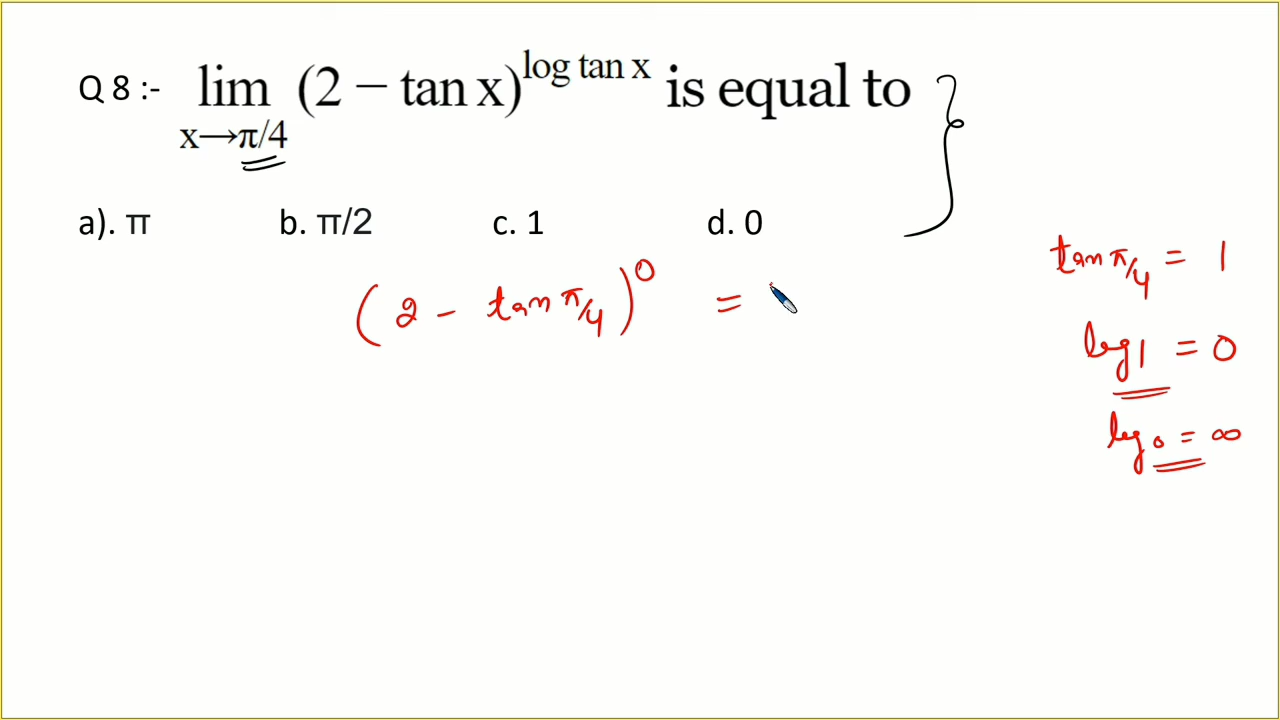 Q 8 :- lim (2 − tan x)^log tan x is equal to
x→π/4
a). π b. π/2 c. 1 d. 0
tan π/4 = 1
(2 - tan π/4)^0 =
log 1 = 0
log 0 = ∞